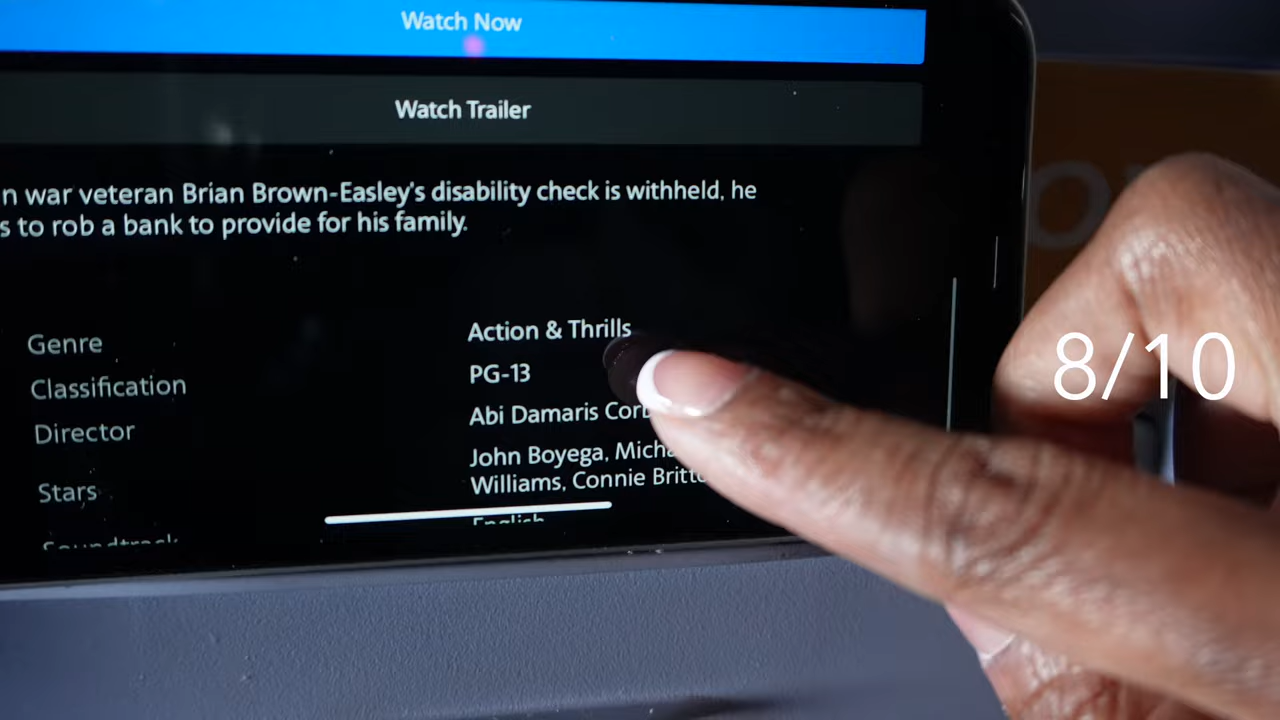 Watch Now
Watch Trailer
n war veteran Brian Brown-Easley's disability check is withheld, he
s to rob a bank to provide for his family.
Genre
Action & Thrills
Classification
PG-13
Director
Abi Damaris
Stars
John Boyega,
Williams, Connie
English
Soundtrack
8/10